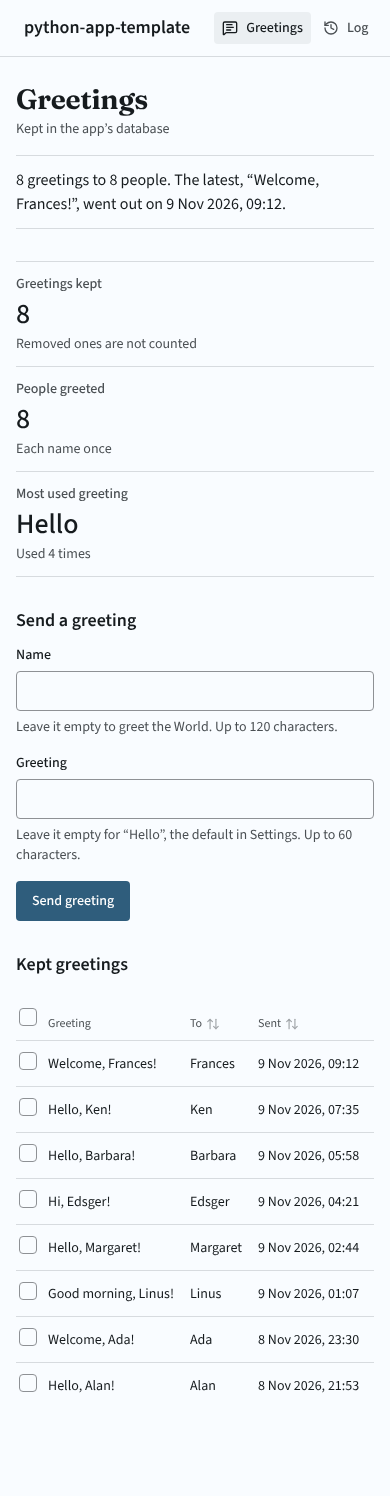 python-app-template Greetings Log
Greetings
Kept in the app’s database
8 greetings to 8 people. The latest, “Welcome,
Frances!”, went out on 9 Nov 2026, 09:12.
Greetings kept
8
Removed ones are not counted
People greeted
8
Each name once
Most used greeting
Hello
Used 4 times
Send a greeting
Name
Leave it empty to greet the World. Up to 120 characters.
Greeting
Leave it empty for “Hello”, the default in Settings. Up to 60
characters.
Send greeting
Kept greetings
Greeting To Sent
Welcome, Frances! Frances 9 Nov 2026, 09:12
Hello, Ken! Ken 9 Nov 2026, 07:35
Hello, Barbara! Barbara 9 Nov 2026, 05:58
Hi, Edsger! Edsger 9 Nov 2026, 04:21
Hello, Margaret! Margaret 9 Nov 2026, 02:44
Good morning, Linus! Linus 9 Nov 2026, 01:07
Welcome, Ada! Ada 8 Nov 2026, 23:30
Hello, Alan! Alan 8 Nov 2026, 21:53